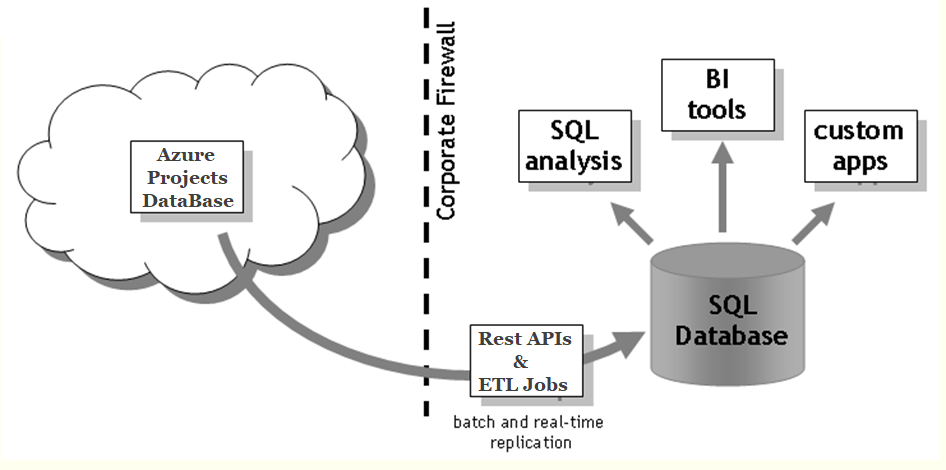 Azure
Projects
DataBase
Corporate Firewall
SQL
analysis
BI
tools
custom
apps
SQL
Database
Rest APIs
&
ETL Jobs
batch and real-time
replication